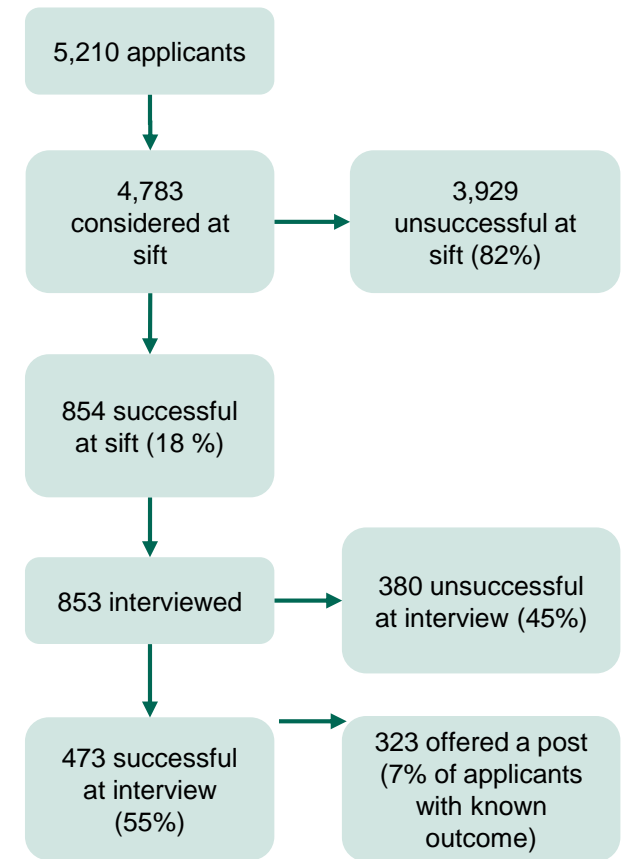 5,210 applicants
4,783
considered at
sift
3,929
unsuccessful at
sift (82%)
854 successful
at sift (18 %)
853 interviewed
380 unsuccessful
at interview (45%)
473 successful
at interview
(55%)
323 offered a post
(7% of applicants
with known
outcome)